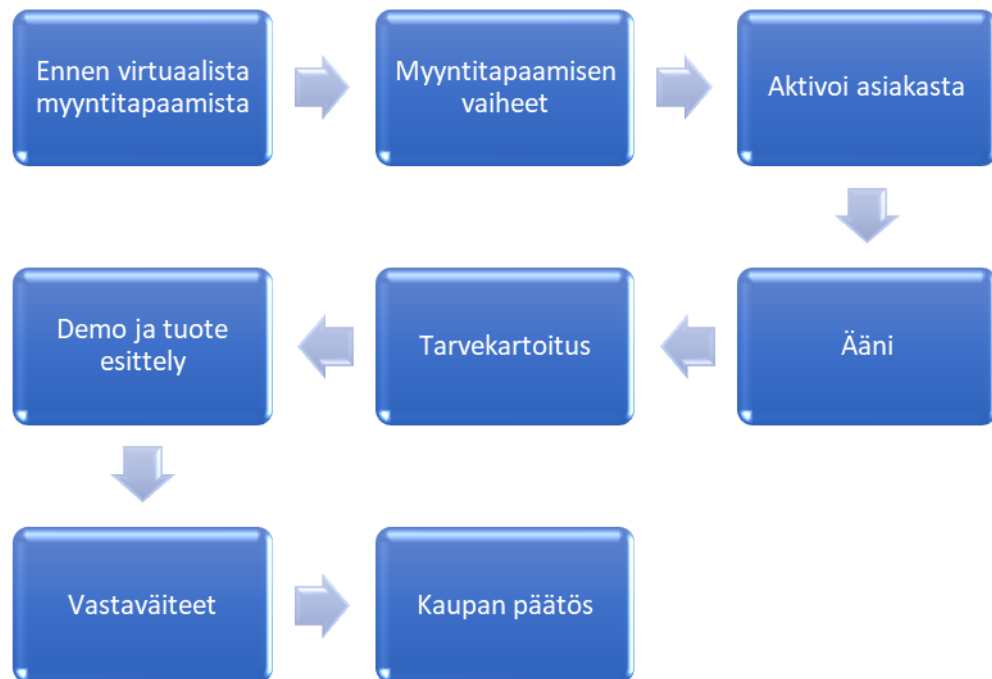 Ennen virtuaalista
myyntitapaamista
Myyntitapaamisen
vaiheet
Aktivoi asiakasta
Ääni
Tarvekartoitus
Demo ja tuote
esittely
Vastaväiteet
Kaupan päätös